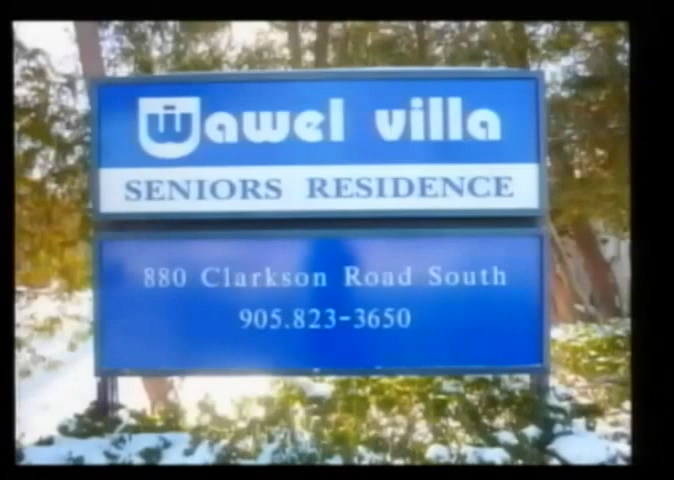 Wawel villa
SENIORS RESIDENCE
880 Clarkson Road South
905.823-3650